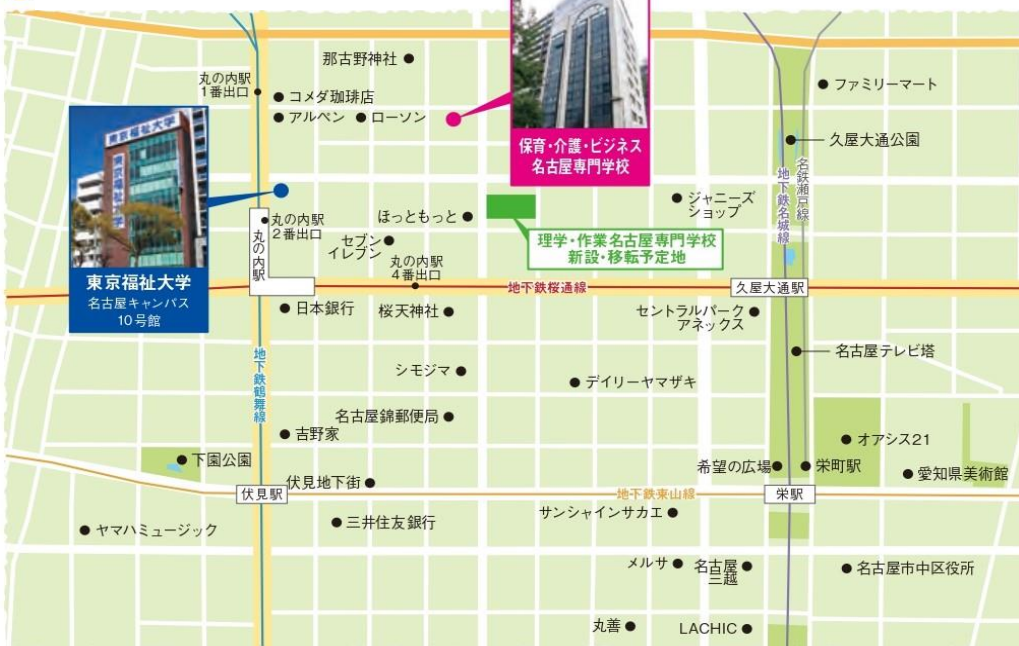 那古野神社
丸の内駅
1番出口
コメダ珈琲店
アルペン
ローソン
ファミリーマート
保育・介護・ビジネス
名古屋専門学校
久屋大通公園
名鉄瀬戸線
地下鉄名城線
東京福祉大学
東京福祉大学
東京福祉大学
名古屋キャンパス
10号館
丸の内駅
2番出口
丸の内駅
ほっともっと
セブン
イレブン
丸の内駅
4番出口
ジャニーズ
ショップ
理学・作業名古屋専門学校
新設・移転予定地
地下鉄桜通線
久屋大通駅
日本銀行
桜天神社
セントラルパーク
アネックス
名古屋テレビ塔
地下鉄鶴舞線
シモジマ
デイリーヤマザキ
名古屋錦郵便局
吉野家
オアシス21
下園公園
伏見地下街
希望の広場
栄町駅
愛知県美術館
伏見駅
地下鉄東山線
栄駅
サンシャインサカエ
三井住友銀行
ヤマハミュージック
メルサ
名古屋
三越
名古屋市中区役所
丸善
LACHIC